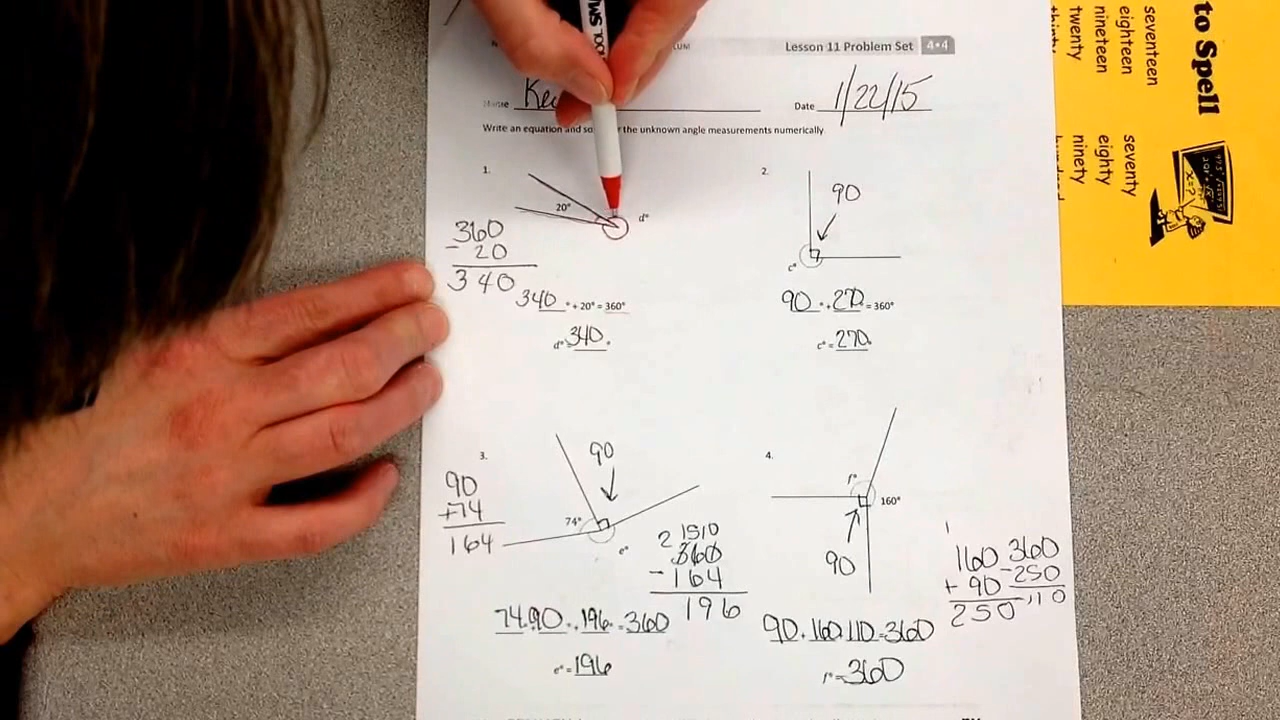 Lesson 11 Problem Set 4•4
Name
Date 1/22/15
Write an equation and the unknown angle measurements numerically.
1.
20°
d°
360
- 20
340
340 ° + 20° = 360°
d° = 340°
2.
90
c°
90 ° + 270 ° = 360°
c° = 270°
3.
90
74°
e°
90
+74
164
2 15 10
360
- 164
196
74° + 90° + 196° = 360
e° = 196
4.
f°
160°
90
1
160
+ 90
250
360
- 250
110
90 + 160 + 110 = 360
f° = 360
to Spell
seventeen
eighteen
nineteen
twenty
seventy
eighty
ninety